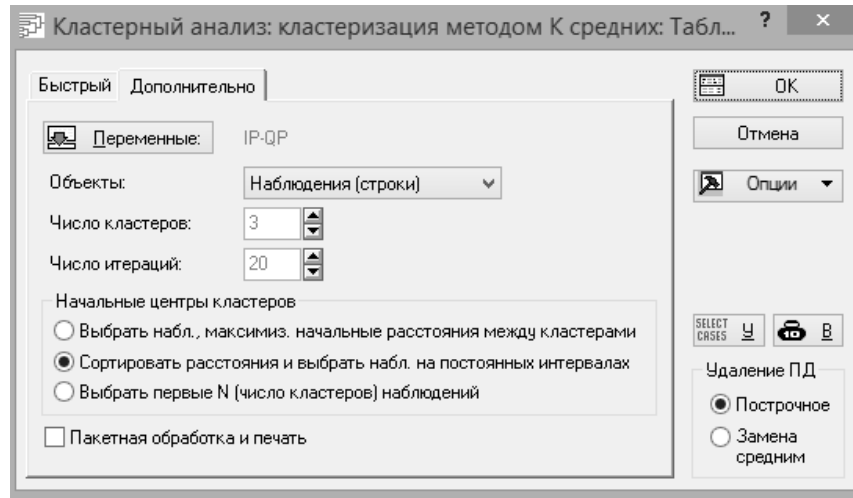 Кластерный анализ: кластеризация методом К средних: Табл... ? ×
Быстрый Дополнительно
Переменные: IP-QP
Объекты: Наблюдения (строки)
Число кластеров: 3
Число итераций: 20
Начальные центры кластеров
Выбрать набл., максимиз. начальные расстояния между кластерами
Сортировать расстояния и выбрать набл. на постоянных интервалах
Выбрать первые N (число кластеров) наблюдений
Пакетная обработка и печать
OK
Отмена
Опции
SELECT CASES У В
Удаление ПД
Построчное
Замена
средним